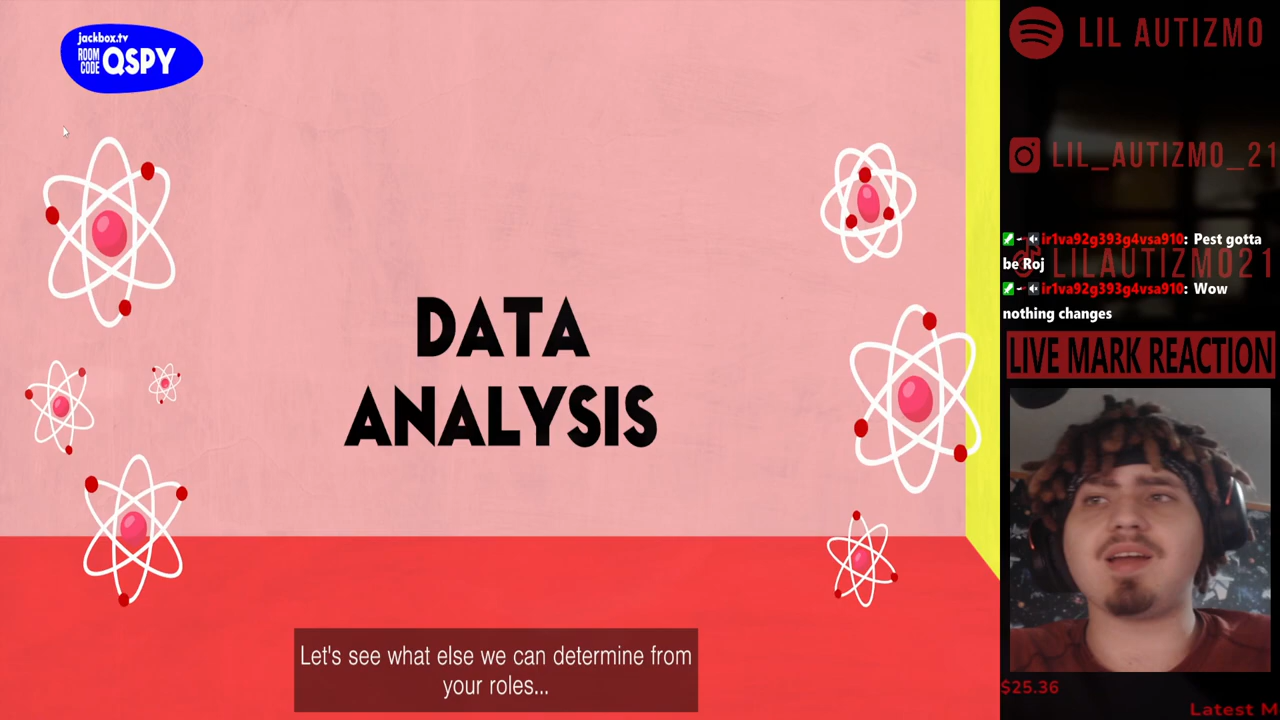 jackbox.tv
ROOM CODE QSPY
DATA
ANALYSIS
Let's see what else we can determine from
your roles...
LIL AUTIZMO
LIL_AUTIZMO_21
LILAUTIZMO21
ir1va92g393g4vsa910: Pest gotta
be Roj
ir1va92g393g4vsa910: Wow
nothing changes
LIVE MARK REACTION
$25.36
Latest M